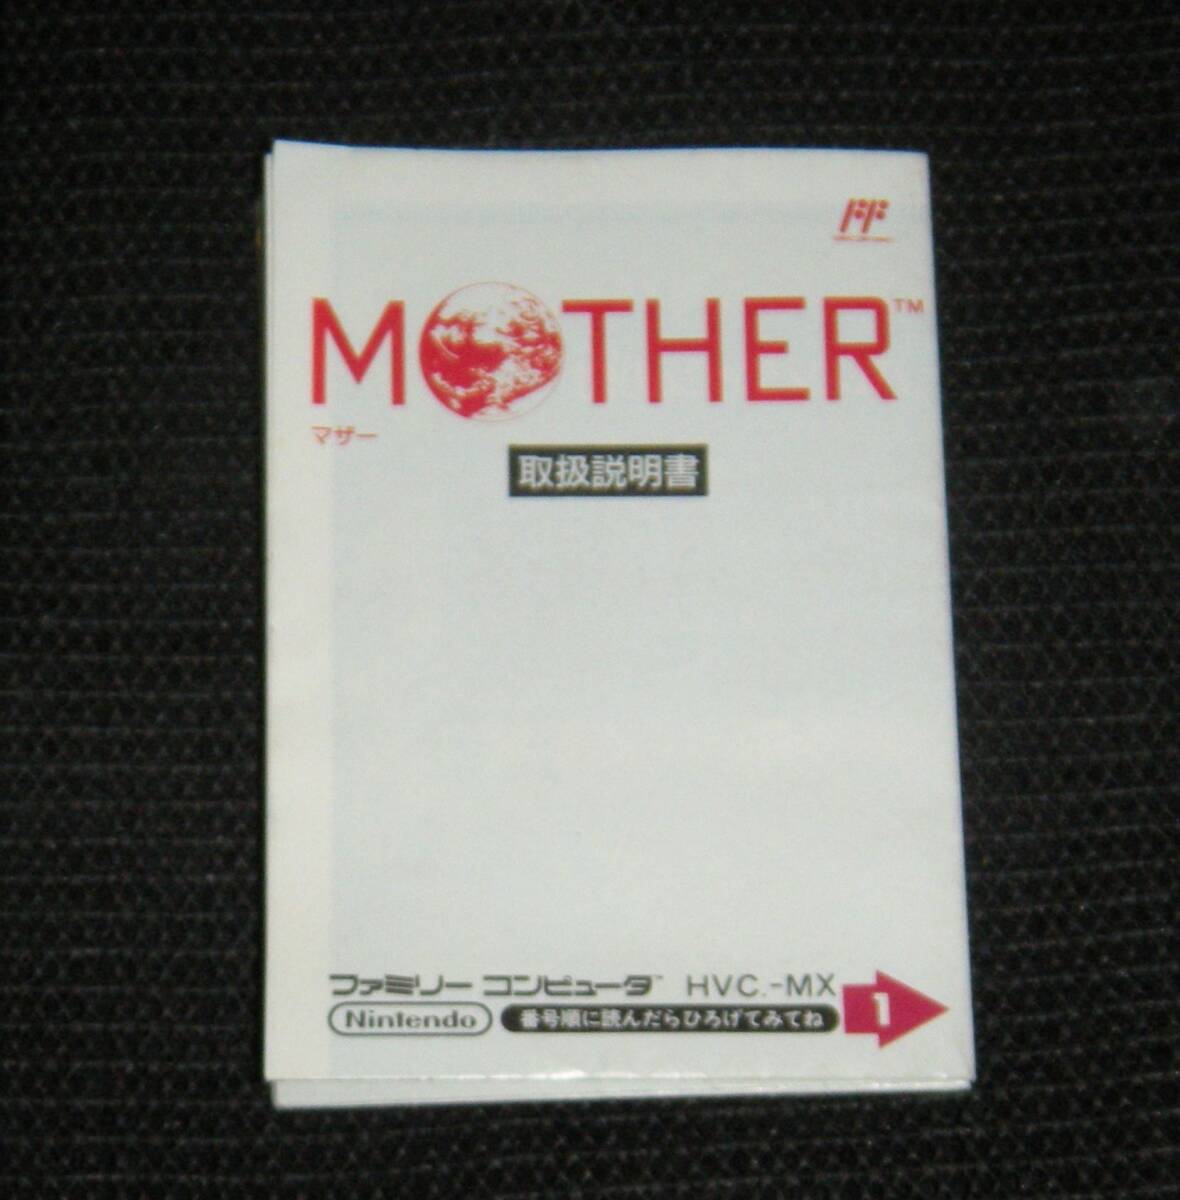 MOTHER™
マザー
取扱説明書
ファミリーコンピュータ™ HVC.-MX
Nintendo 番号順に読んだらひろげてみてね 1